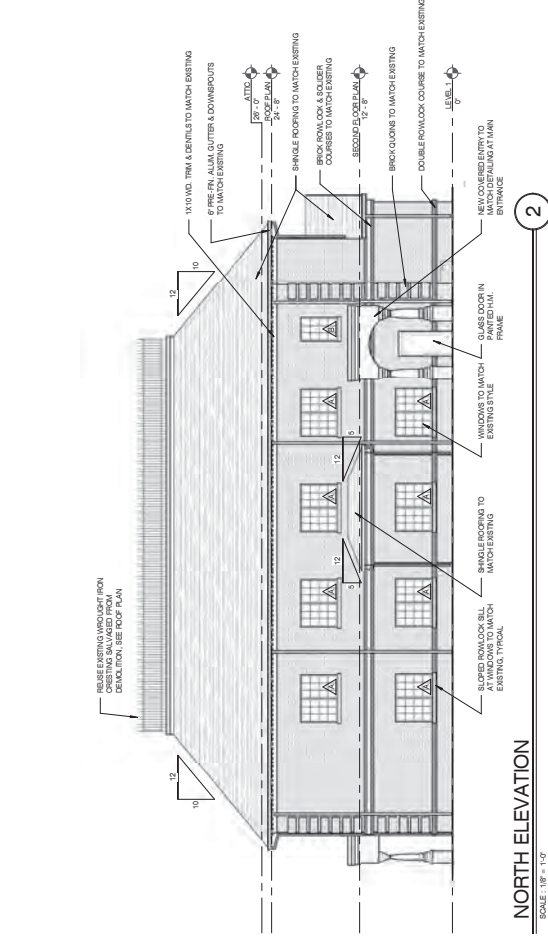 REUSE EXISTING WROUGHT IRON
CRESTING SALVAGED FROM
DEMOLITION, SEE ROOF PLAN
12
10
12
10
1X10 WD. TRIM & DENTILS TO MATCH EXISTING
6" PRE-FIN. ALUM. GUTTER & DOWNSPOUTS
TO MATCH EXISTING
ATTIC
26' - 0"
ROOF PLAN
24' - 8"
SHINGLE ROOFING TO MATCH EXISTING
BRICK ROWLOCK & SOLIDER
COURSES TO MATCH EXISTING
SECOND FLOOR PLAN
12' - 8"
BRICK QUOINS TO MATCH EXISTING
DOUBLE ROWLOCK COURSE TO MATCH EXISTING
LEVEL 1
0"
A
A
A
A
B
12
5
12
5
A
A
A
A
SLOPED ROWLOCK SILL
AT WINDOWS TO MATCH
EXISTING, TYPICAL
SHINGLE ROOFING TO
MATCH EXISTING
WINDOWS TO MATCH
EXISTING STYLE
GLASS DOOR IN
PAINTED H.M.
FRAME
NEW COVERED ENTRY TO
MATCH DETAILING AT MAIN
ENTRANCE
NORTH ELEVATION
2
SCALE : 1/8" = 1'-0"